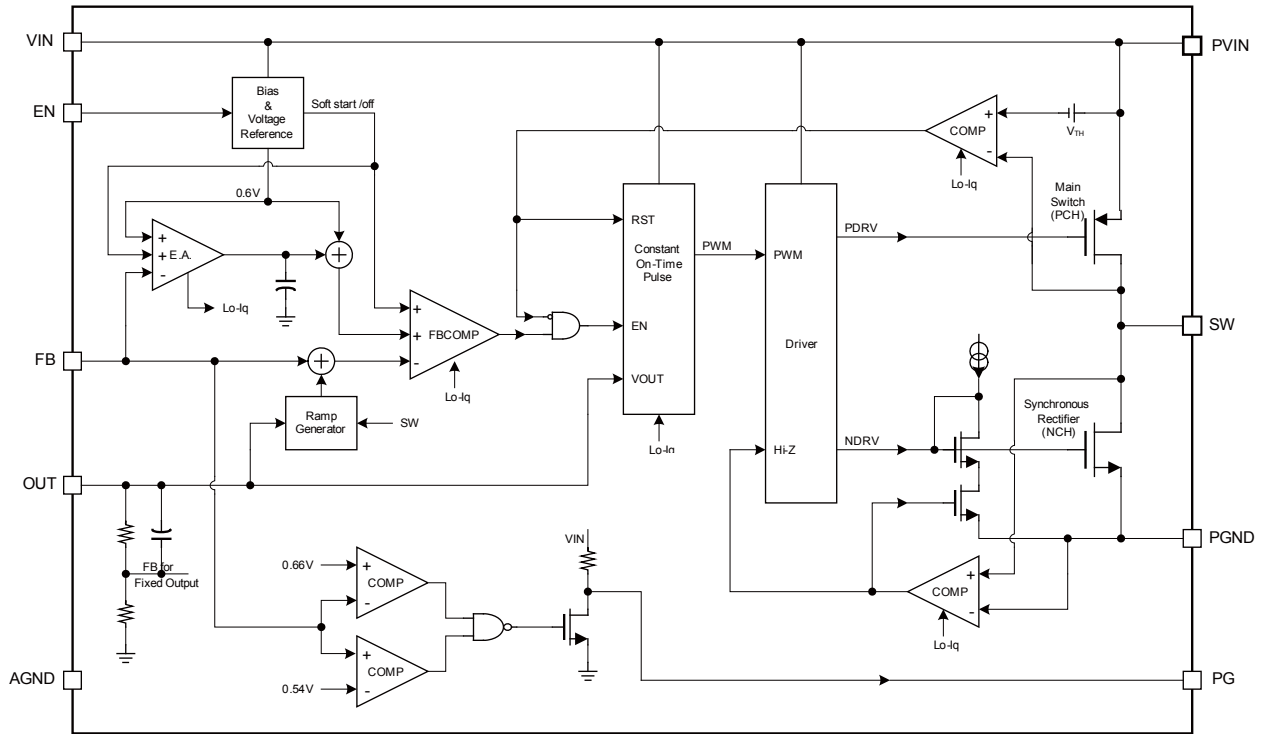 VIN
PVIN
Bias
&
Voltage
Reference
Soft start /off
EN
+
COMP
-
VTH
Lo-Iq
Main
Switch
(PCH)
0.6V
+
+ E.A.
-
+
Lo-Iq
RST
Constant
On-Time
Pulse
PWM
PWM
PDRV
+
+
FBCOMP
-
EN
SW
FB
+
Lo-Iq
VOUT
Driver
Ramp
Generator
SW
Lo-Iq
Synchronous
Rectifier
(NCH)
Hi-Z
NDRV
OUT
FB for
Fixed Output
VIN
PGND
0.66V
+
COMP
-
+
COMP
-
Lo-Iq
+
COMP
-
0.54V
AGND
PG